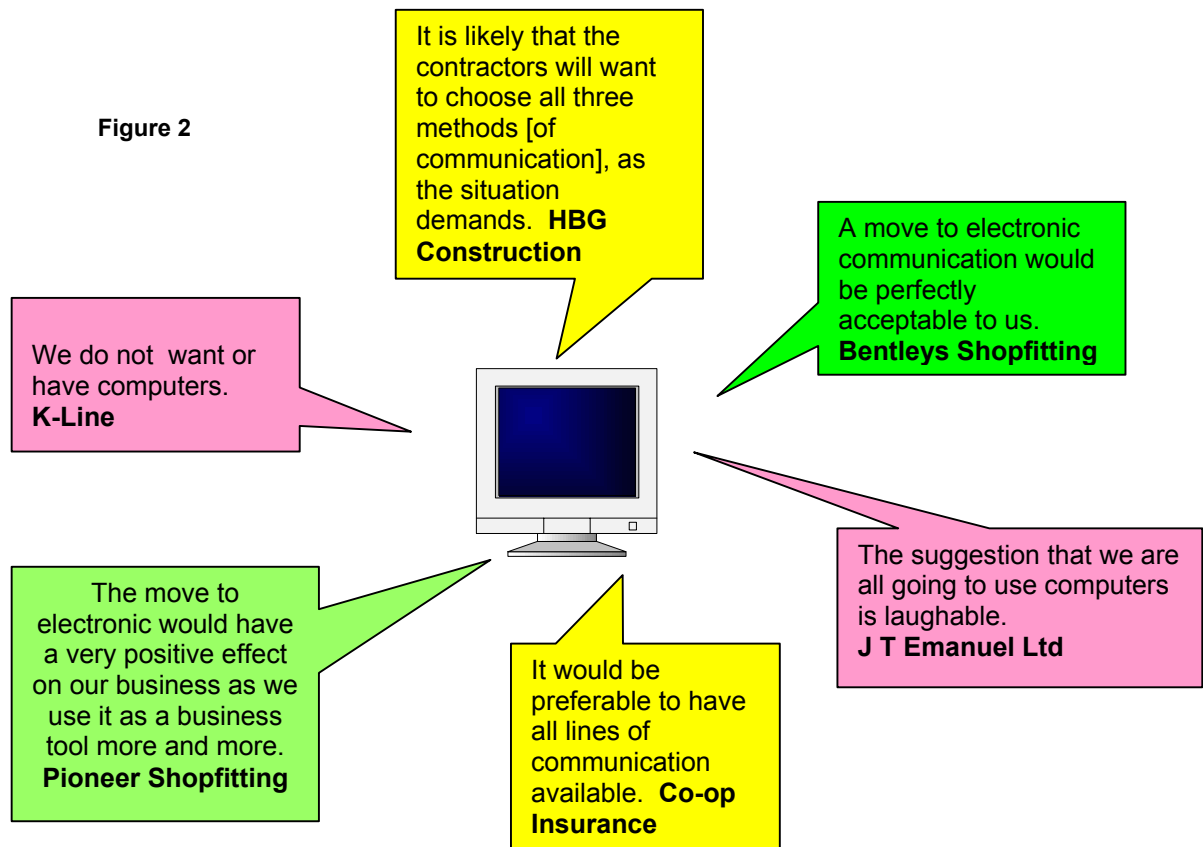 Figure 2
It is likely that the
contractors will want
to choose all three
methods [of
communication], as
the situation
demands. HBG
Construction
A move to electronic
communication would
be perfectly
acceptable to us.
Bentleys Shopfitting
We do not want or
have computers.
K-Line
The suggestion that we are
all going to use computers
is laughable.
J T Emanuel Ltd
The move to
electronic would have
a very positive effect
on our business as we
use it as a business
tool more and more.
Pioneer Shopfitting
It would be
preferable to have
all lines of
communication
available. Co-op
Insurance